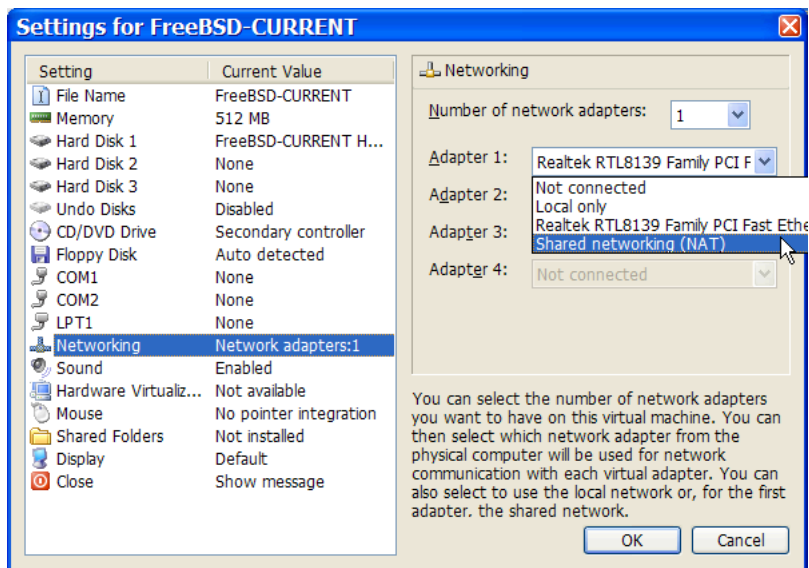 Settings for FreeBSD-CURRENT
Setting Current Value
File Name FreeBSD-CURRENT
Memory 512 MB
Hard Disk 1 FreeBSD-CURRENT H...
Hard Disk 2 None
Hard Disk 3 None
Undo Disks Disabled
CD/DVD Drive Secondary controller
Floppy Disk Auto detected
COM1 None
COM2 None
LPT1 None
Networking Network adapters:1
Sound Enabled
Hardware Virtualiz... Not available
Mouse No pointer integration
Shared Folders Not installed
Display Default
Close Show message
Networking
Number of network adapters: 1
Adapter 1: Realtek RTL8139 Family PCI F
Not connected
Adapter 2: Local only
Realtek RTL8139 Family PCI Fast Ethe
Adapter 3: Shared networking (NAT)
Adapter 4: Not connected
You can select the number of network adapters
you want to have on this virtual machine. You can
then select which network adapter from the
physical computer will be used for network
communication with each virtual adapter. You can
also select to use the local network or, for the first
adapter, the shared network.
OK Cancel